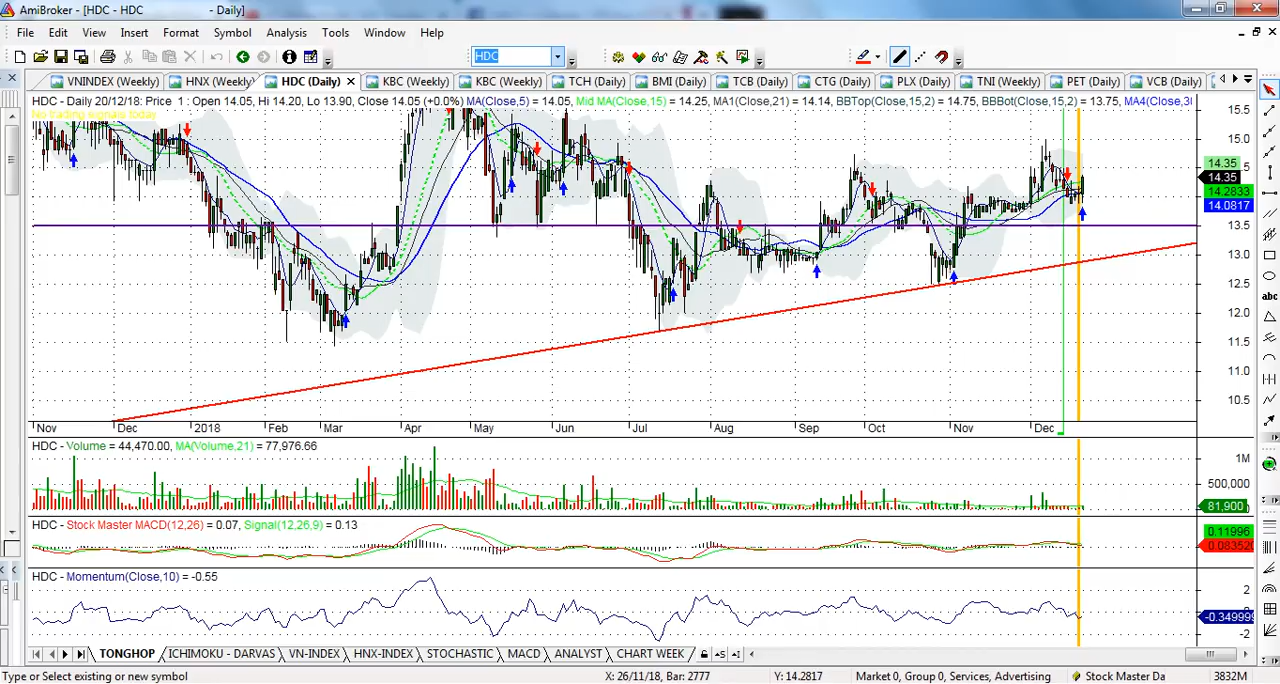 AmiBroker - [HDC - HDC - Daily]
File Edit View Insert Format Symbol Analysis Tools Window Help
HDC
VNINDEX (Weekly) HNX (Weekly) HDC (Daily) KBC (Weekly) KBC (Weekly) TCH (Daily) BMI (Daily) TCB (Daily) CTG (Daily) PLX (Daily) TNI (Weekly) PET (Daily) VCB (Daily)
HDC - Daily 20/12/18: Price 1 : Open 14.05, Hi 14.20, Lo 13.90, Close 14.05 (+0.0%) MA(Close,5) = 14.05, Mid MA(Close,15) = 14.25, MA1(Close,21) = 14.14, BBTop(Close,15,2) = 14.75, BBBot(Close,15,2) = 13.75, MA4(Close,30
No trading signals today
15.5
15.0
14.35
14.35
14.2833
14.0817
13.5
13.0
12.5
12.0
11.5
11.0
10.5
Nov Dec 2018 Feb Mar Apr May Jun Jul Aug Sep Oct Nov Dec
HDC - Volume = 44,470.00, MA(Volume,21) = 77,976.66
1M
500,000
81,900
HDC - Stock Master MACD(12,26) = 0.07, Signal(12,26,9) = 0.13
0.11996
0.083520
HDC - Momentum(Close,10) = -0.55
2
-0.349999
-2
TONGHOP ICHIMOKU - DARVAS VN-INDEX HNX-INDEX STOCHASTIC MACD ANALYST CHART WEEK
Type or Select existing or new symbol X: 26/11/18, Bar: 2777 Y: 14.2817 Market 0, Group 0, Services, Advertising Stock Master Da 3832M